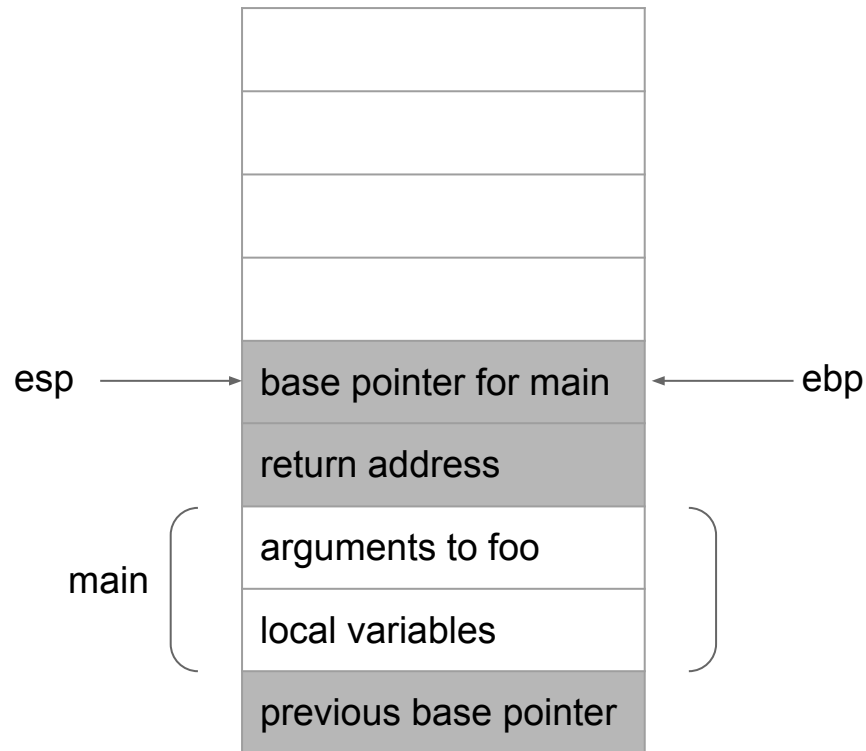 esp
base pointer for main
ebp
return address
arguments to foo
main
local variables
previous base pointer